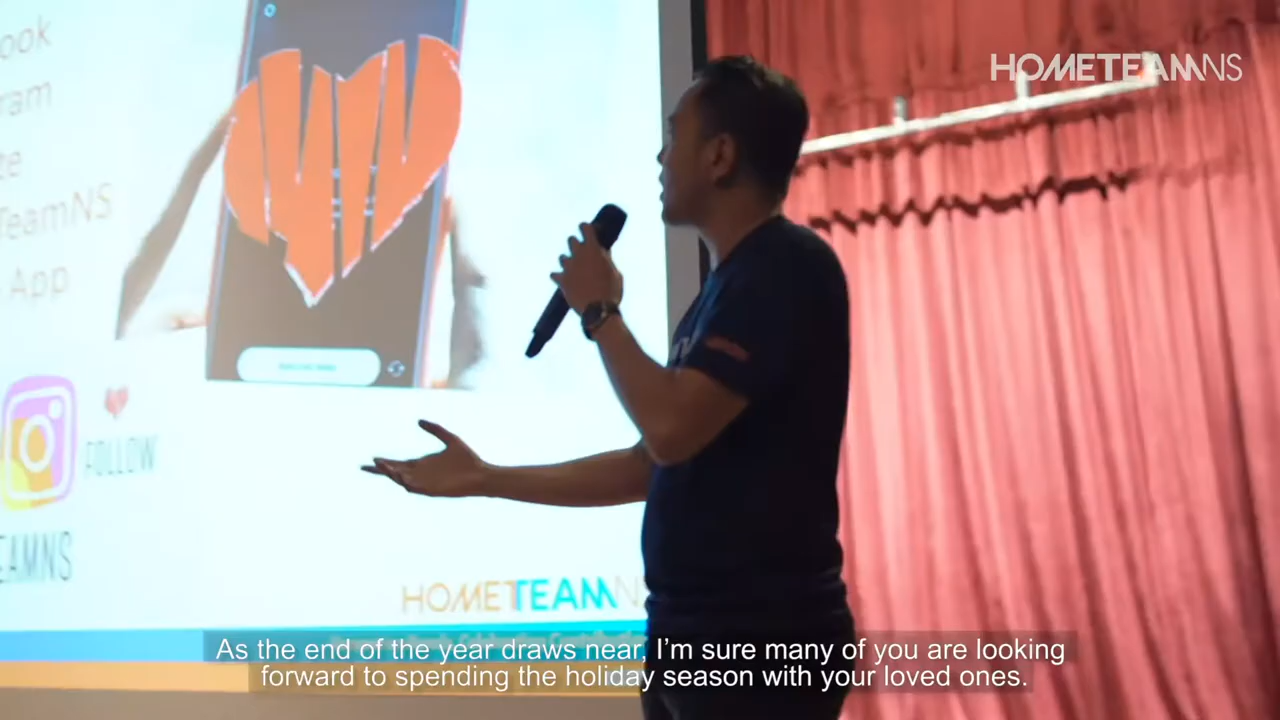 HOMETEAMNS
ook
ram
TeamNS
App
FOLLOW
EAMNS
HOMETEAMNS
As the end of the year draws near, I'm sure many of you are looking
forward to spending the holiday season with your loved ones.